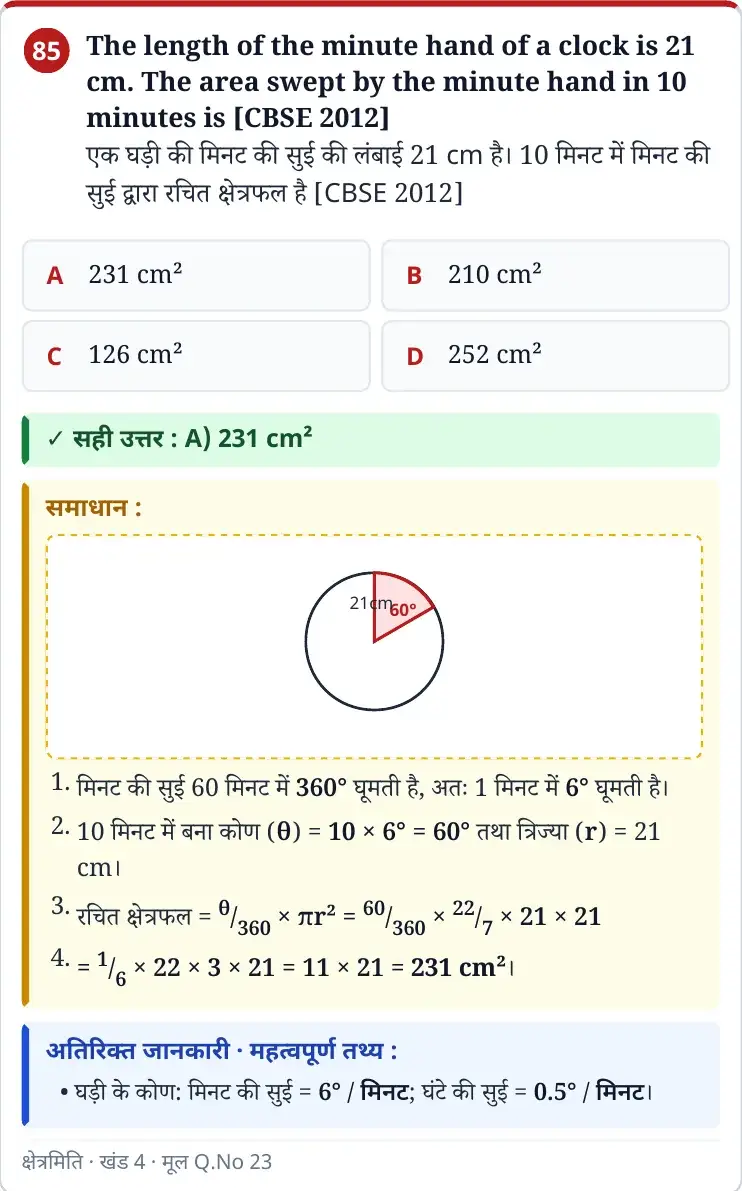 85
The length of the minute hand of a clock is 21
cm. The area swept by the minute hand in 10
minutes is [CBSE 2012]
एक घड़ी की मिनट की सुई की लंबाई 21 cm है। 10 मिनट में मिनट की
सुई द्वारा रचित क्षेत्रफल है [CBSE 2012]
A 231 cm²
B 210 cm²
C 126 cm²
D 252 cm²
✓ सही उत्तर : A) 231 cm²
समाधान :
21cm
60°
1. मिनट की सुई 60 मिनट में 360° घूमती है, अतः 1 मिनट में 6° घूमती है।
2. 10 मिनट में बना कोण (θ) = 10 × 6° = 60° तथा त्रिज्या (r) = 21
cm।
3. रचित क्षेत्रफल = θ/360 × πr² = 60/360 × 22/7 × 21 × 21
4. = 1/6 × 22 × 3 × 21 = 11 × 21 = 231 cm²।
अतिरिक्त जानकारी · महत्वपूर्ण तथ्य :
• घड़ी के कोण: मिनट की सुई = 6° / मिनट; घंटे की सुई = 0.5° / मिनट।
क्षेत्रमिति · खंड 4 · मूल Q.No 23